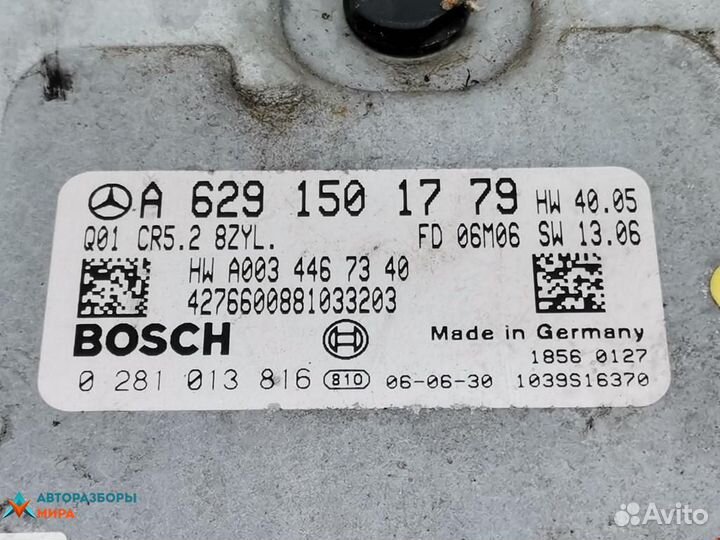 A 629 150 17 79 HW 40.05
Q01 CR5.2 8ZYL. FD 06M06 SW 13.06
HW A003 446 73 40
4276600881033203
BOSCH Made in Germany
1856 0127
0 281 013 816 810 06-06-30 1039S16370
АВТОРАЗБОРЫ
МИРА
Avito